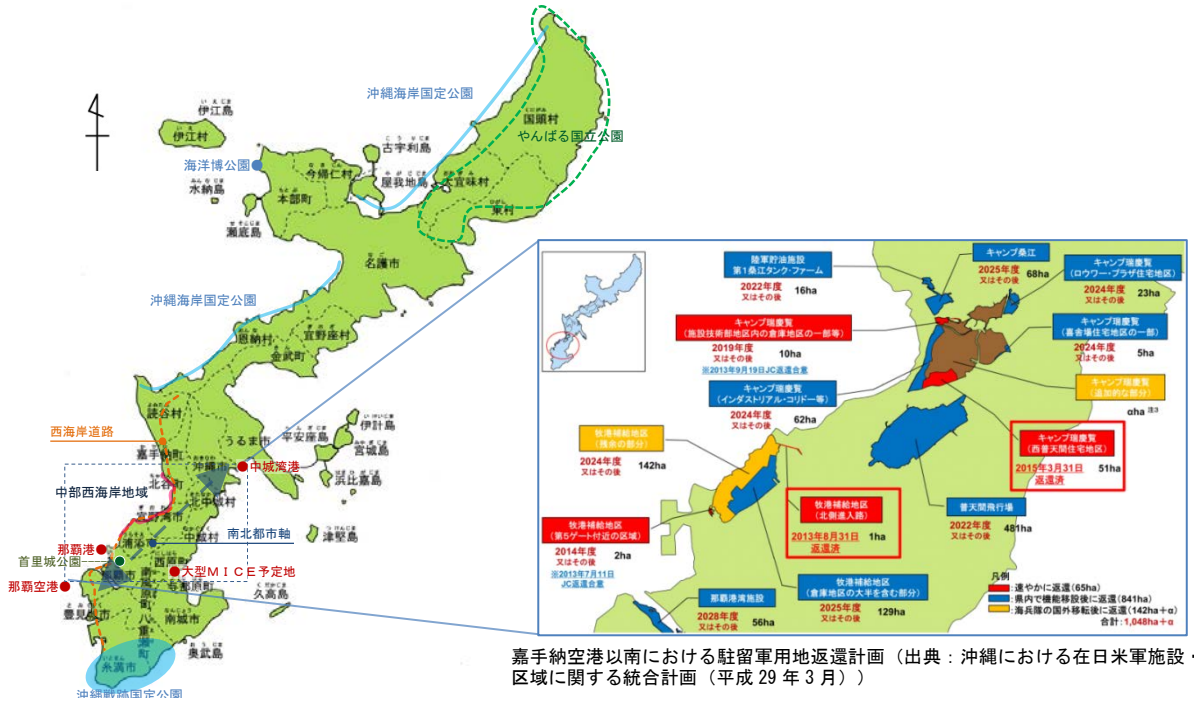 沖縄海岸国定公園
伊江島
伊江村
国頭村
やんばる国立公園
古宇利島
海洋博公園
今帰仁村
屋我地島
大宜味村
水納島
本部町
東村
瀬底島
名護市
沖縄海岸国定公園
恩納村
宜野座村
金武町
読谷村
西海岸道路
嘉手納町
うるま市
伊計島
平安座島
宮城島
沖縄市
中城湾港
浜比嘉島
中部西海岸地域
北谷町
北中城村
宜野湾市
中城村
南北都市軸
津堅島
那覇港
浦添市
首里城公園
西原町
大型MICE予定地
那覇市
那覇空港
南風原町
与那原町
久高島
豊見城市
南城市
八重瀬町
奥武島
糸満市
沖縄戦跡国定公園
陸軍貯油施設
第1桑江タンク・ファーム
2022年度
又はその後
16ha
キャンプ桑江
2025年度
又はその後
68ha
キャンプ瑞慶覧
(ロウワー・プラザ住宅地区)
2024年度
又はその後
23ha
キャンプ瑞慶覧
(施設技術部地区内の倉庫地区の一部等)
2019年度
又はその後
10ha
※2013年9月19日JC返還合意
キャンプ瑞慶覧
(喜舎場住宅地区の一部)
2024年度
又はその後
5ha
キャンプ瑞慶覧
(インダストリアル・コリドー等)
2024年度
又はその後
62ha
キャンプ瑞慶覧
(追加的な部分)
αha 注3
牧港補給地区
(残余の部分)
2024年度
又はその後
142ha
キャンプ瑞慶覧
(西普天間住宅地区)
2015年3月31日
返還済
51ha
牧港補給地区
(北側進入路)
2013年8月31日
返還済
1ha
普天間飛行場
2022年度
又はその後
481ha
牧港補給地区
(第5ゲート付近の区域)
2014年度
又はその後
2ha
※2013年7月11日
JC返還合意
那覇港湾施設
2028年度
又はその後
56ha
牧港補給地区
(倉庫地区の大半を含む部分)
2025年度
又はその後
129ha
凡例
:速やかに返還(65ha)
:県内で機能移設後に返還(841ha)
:海兵隊の国外移転後に返還(142ha+α)
合計:1,048ha+α
嘉手納空港以南における駐留軍用地返還計画（出典：沖縄における在日米軍施設・
区域に関する統合計画（平成29年3月））